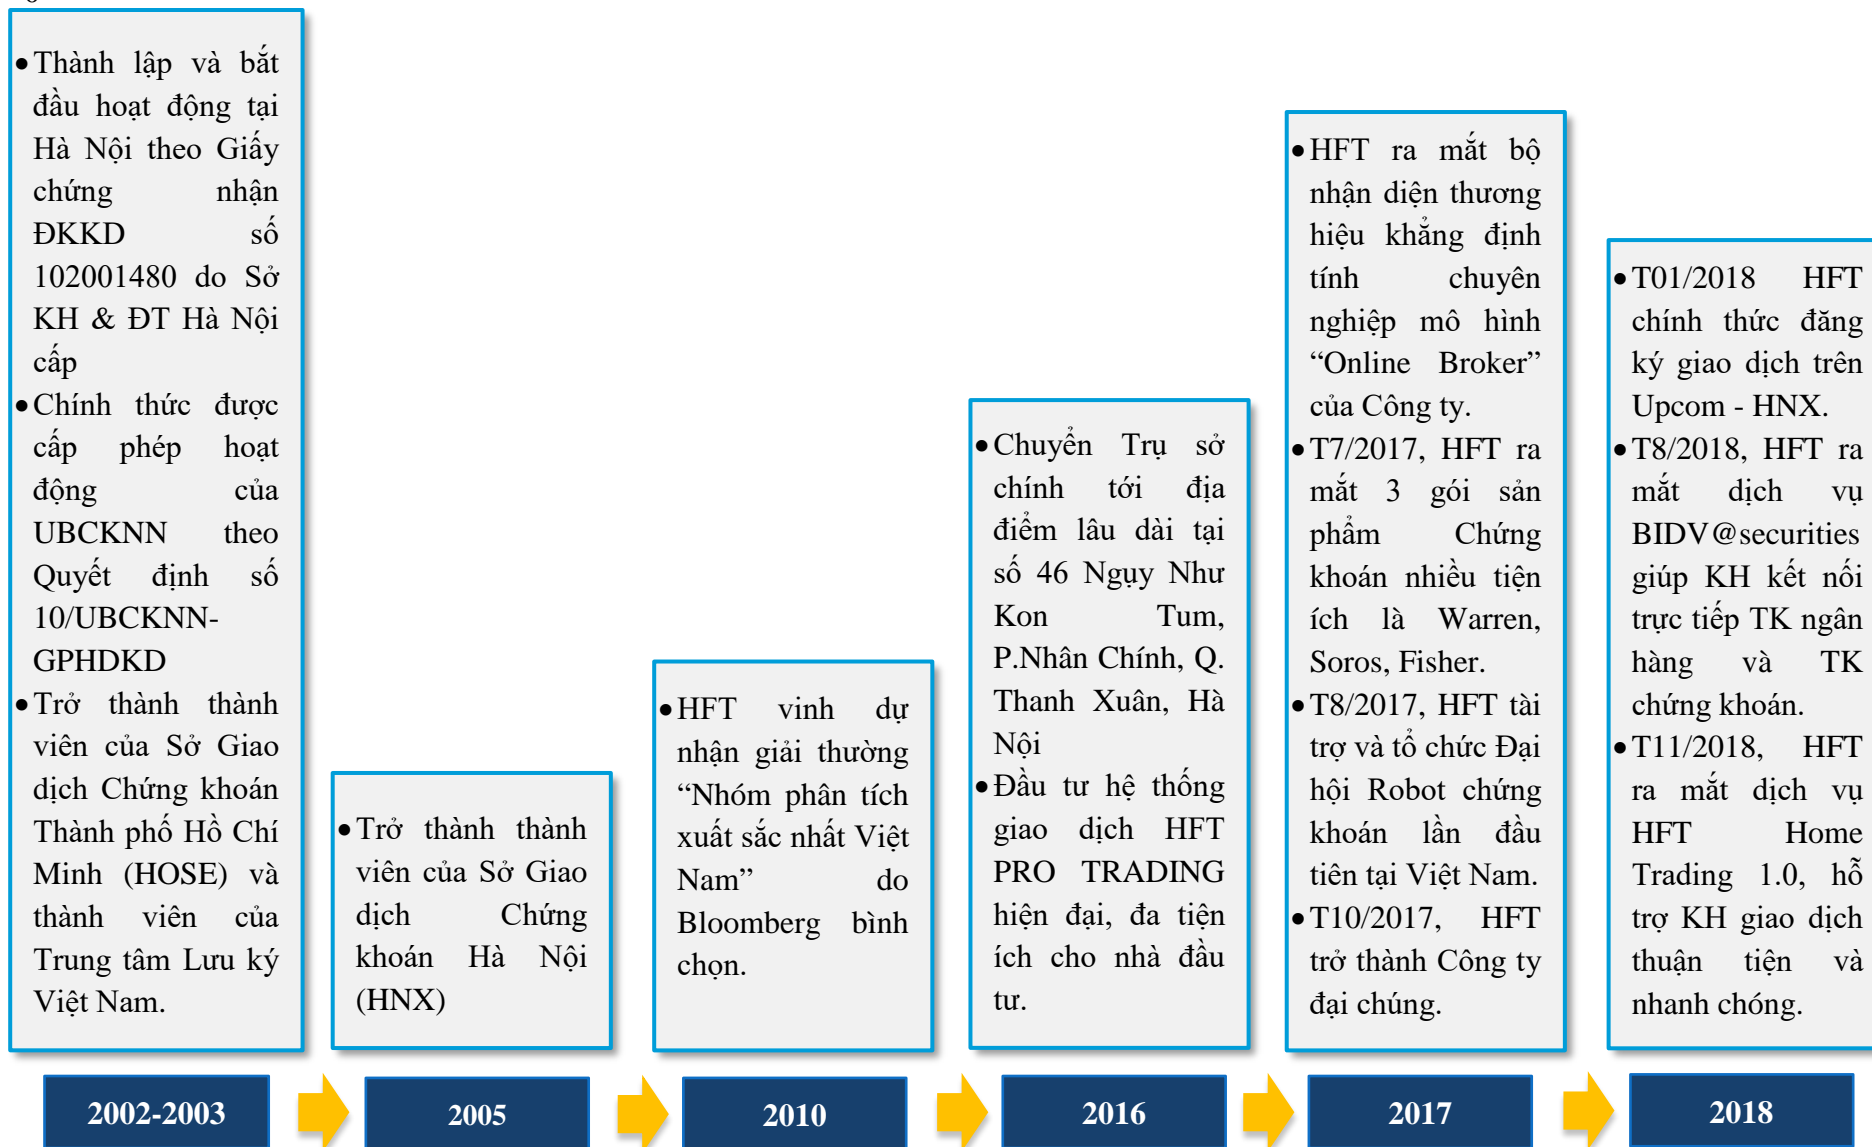 Thành lập và bắt
đầu hoạt động tại
Hà Nội theo Giấy
chứng nhận
ĐKKD số
102001480 do Sở
KH & ĐT Hà Nội
cấp
Chính thức được
cấp phép hoạt
động của
UBCKNN theo
Quyết định số
10/UBCKNN-
GPHDKD
Trở thành thành
viên của Sở Giao
dịch Chứng khoán
Thành phố Hồ Chí
Minh (HOSE) và
thành viên của
Trung tâm Lưu ký
Việt Nam.
2002-2003
Trở thành thành
viên của Sở Giao
dịch Chứng
khoán Hà Nội
(HNX)
2005
HFT vinh dự
nhận giải thường
“Nhóm phân tích
xuất sắc nhất Việt
Nam” do
Bloomberg bình
chọn.
2010
Chuyển Trụ sở
chính tới địa
điểm lâu dài tại
số 46 Ngụy Như
Kon Tum,
P.Nhân Chính, Q.
Thanh Xuân, Hà
Nội
Đầu tư hệ thống
giao dịch HFT
PRO TRADING
hiện đại, đa tiện
ích cho nhà đầu
tư.
2016
HFT ra mắt bộ
nhận diện thương
hiệu khẳng định
tính chuyên
nghiệp mô hình
“Online Broker”
của Công ty.
T7/2017, HFT ra
mắt 3 gói sản
phẩm Chứng
khoán nhiều tiện
ích là Warren,
Soros, Fisher.
T8/2017, HFT tài
trợ và tổ chức Đại
hội Robot chứng
khoán lần đầu
tiên tại Việt Nam.
T10/2017, HFT
trở thành Công ty
đại chúng.
2017
T01/2018 HFT
chính thức đăng
ký giao dịch trên
Upcom - HNX.
T8/2018, HFT ra
mắt dịch vụ
BIDV@securities
giúp KH kết nối
trực tiếp TK ngân
hàng và TK
chứng khoán.
T11/2018, HFT
ra mắt dịch vụ
HFT Home
Trading 1.0, hỗ
trợ KH giao dịch
thuận tiện và
nhanh chóng.
2018